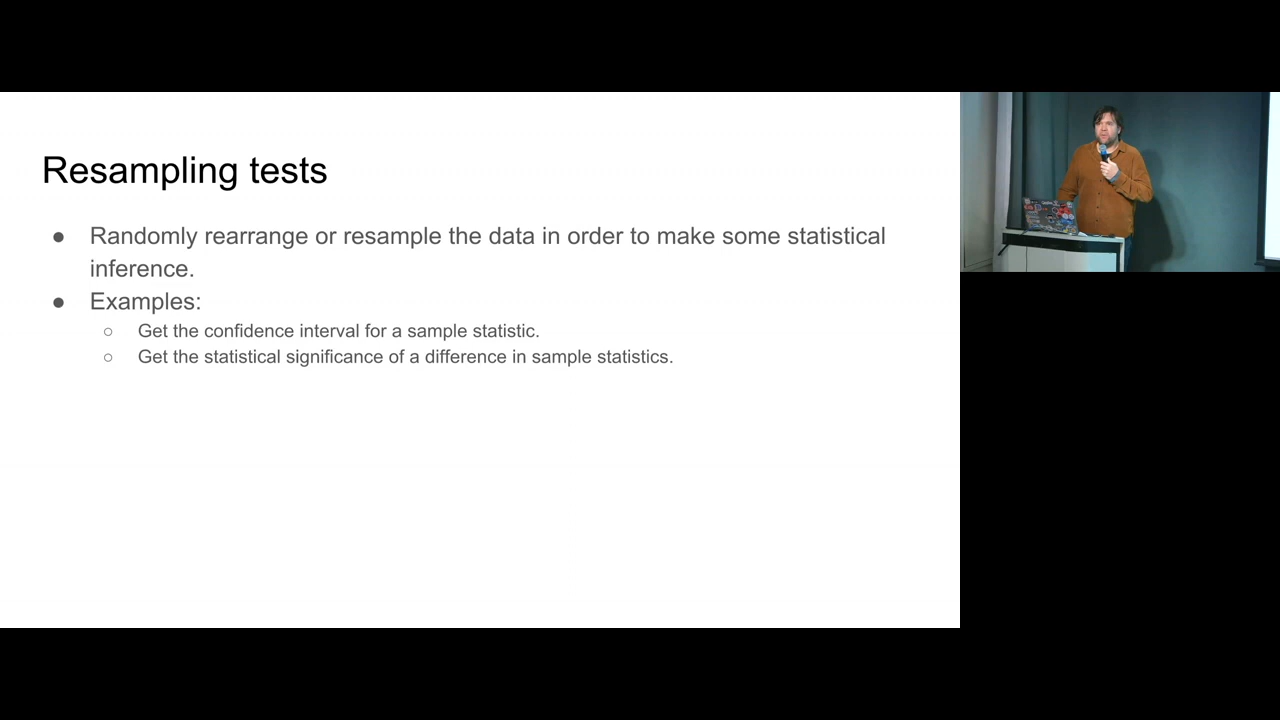 Resampling tests
● Randomly rearrange or resample the data in order to make some statistical
inference.
● Examples:
○ Get the confidence interval for a sample statistic.
○ Get the statistical significance of a difference in sample statistics.